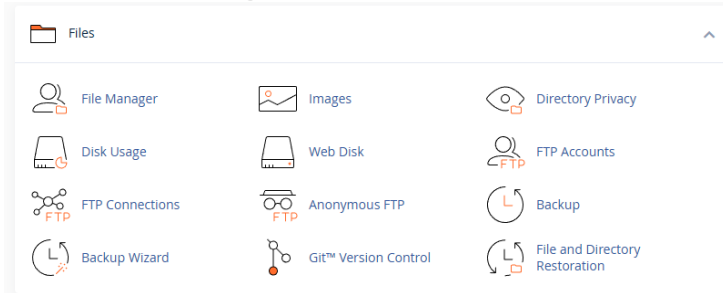 Files
File Manager
Images
Directory Privacy
Disk Usage
Web Disk
FTP Accounts
FTP
FTP Connections
FTP
Anonymous FTP
FTP
Backup
Backup Wizard
Git™ Version Control
File and Directory
Restoration